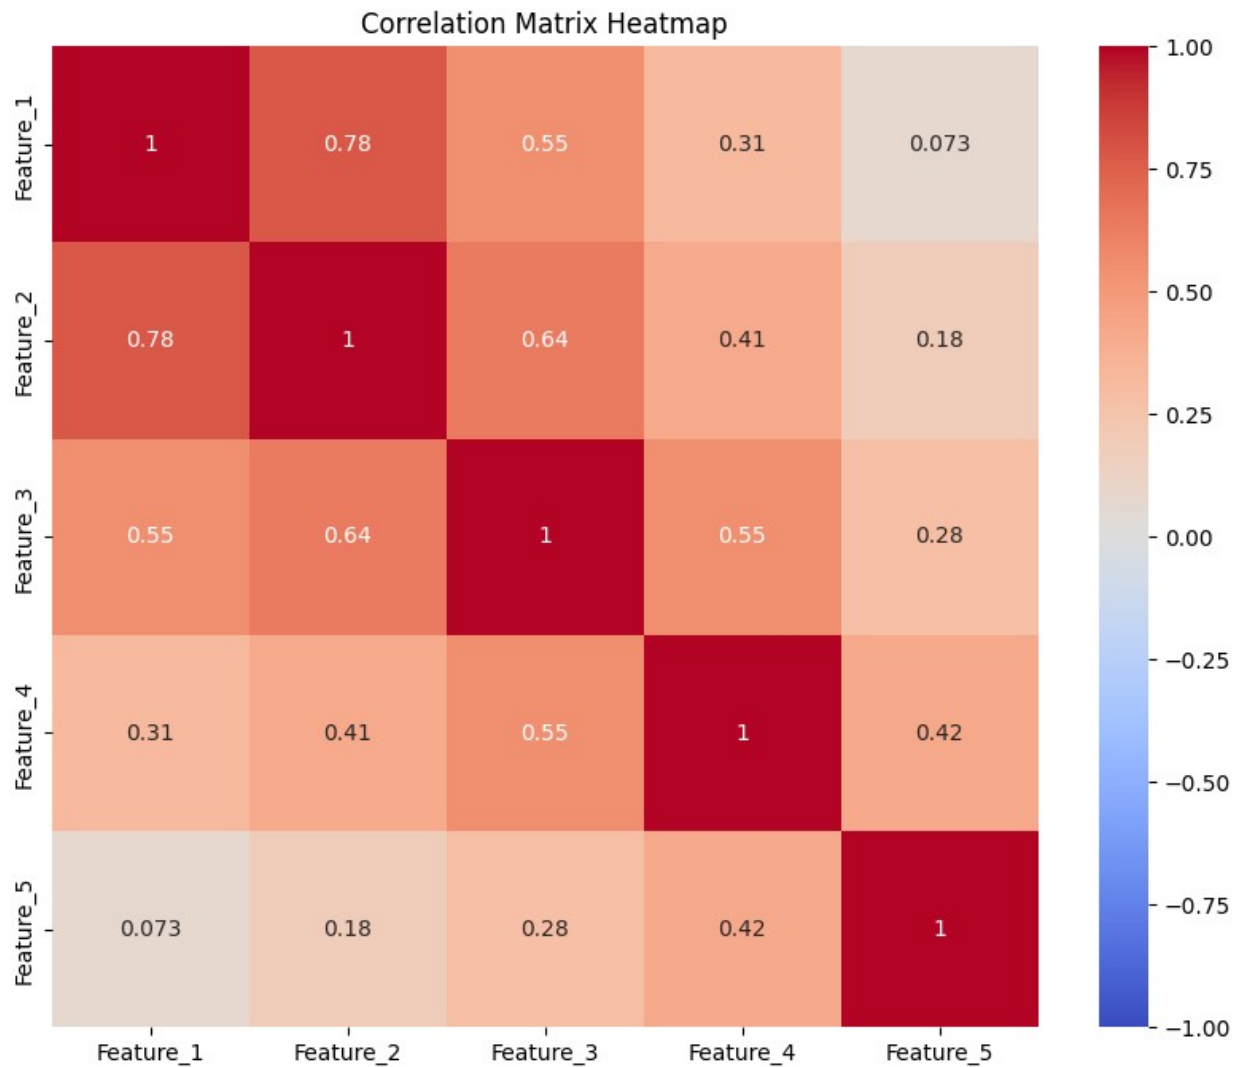 Correlation Matrix Heatmap
Feature_1
1 0.78 0.55 0.31 0.073
Feature_2
0.78 1 0.64 0.41 0.18
Feature_3
0.55 0.64 1 0.55 0.28
Feature_4
0.31 0.41 0.55 1 0.42
Feature_5
0.073 0.18 0.28 0.42 1
Feature_1 Feature_2 Feature_3 Feature_4 Feature_5
1.00
0.75
0.50
0.25
0.00
−0.25
−0.50
−0.75
−1.00